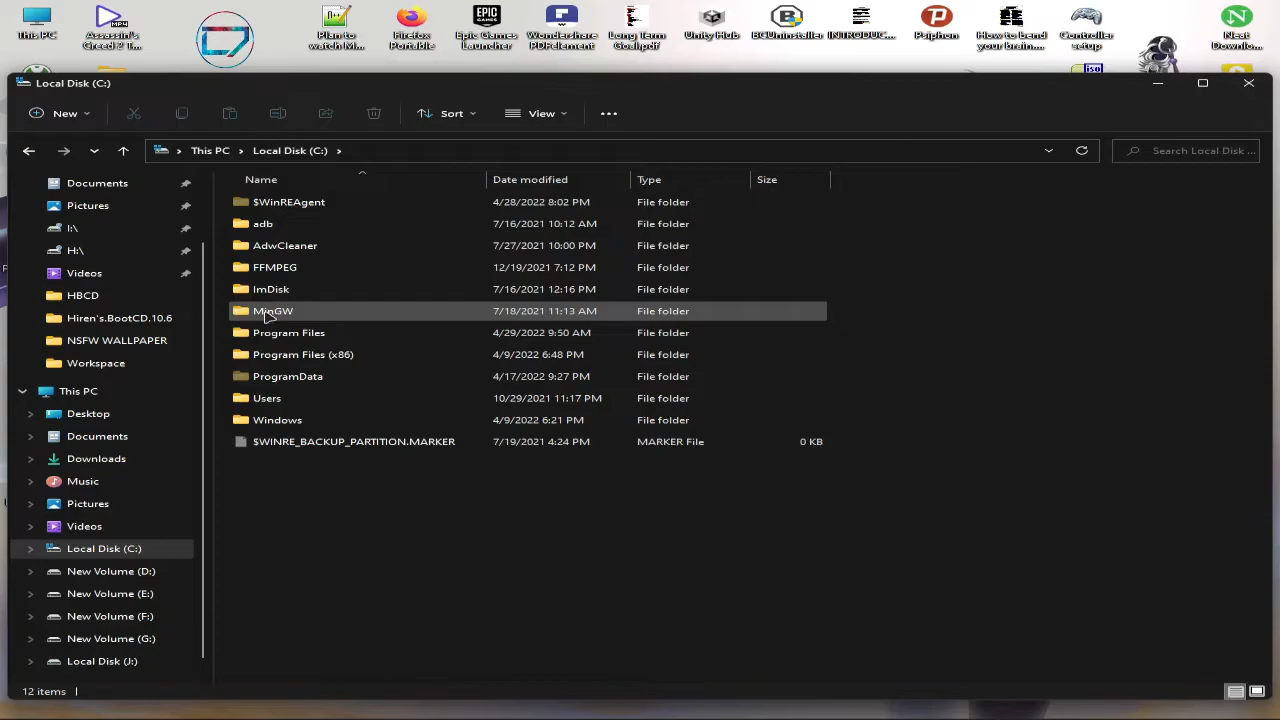 This PC
Assassin's
Creed 2 T...
Plan to
watch Mi...
Firefox
Portable
Epic Games
Launcher
Wondershare
PDFelement
Long Term
Goal.pdf
Unity Hub
BCUninstaller
INTRODUC...
Psiphon
How to bend
your brain....
Controller
setup
Neat
Downlo...
MP4
EPIC
GAMES
iso
Local Disk (C:)
New
Sort
View
This PC
Local Disk (C:)
Search Local Disk ...
Name
Date modified
Type
Size
$WinREAgent 4/28/2022 8:02 PM File folder
adb 7/16/2021 10:12 AM File folder
AdwCleaner 7/27/2021 10:00 PM File folder
FFMPEG 12/19/2021 7:12 PM File folder
ImDisk 7/16/2021 12:16 PM File folder
MinGW 7/18/2021 11:13 AM File folder
Program Files 4/29/2022 9:50 AM File folder
Program Files (x86) 4/9/2022 6:48 PM File folder
ProgramData 4/17/2022 9:27 PM File folder
Users 10/29/2021 11:17 PM File folder
Windows 4/9/2022 6:21 PM File folder
$WINRE_BACKUP_PARTITION.MARKER 7/19/2021 4:24 PM MARKER File 0 KB
Documents
Pictures
I:\
H:\
Videos
HBCD
Hiren's.BootCD.10.6
NSFW WALLPAPER
Workspace
This PC
Desktop
Documents
Downloads
Music
Pictures
Videos
Local Disk (C:)
New Volume (D:)
New Volume (E:)
New Volume (F:)
New Volume (G:)
Local Disk (J:)
12 items